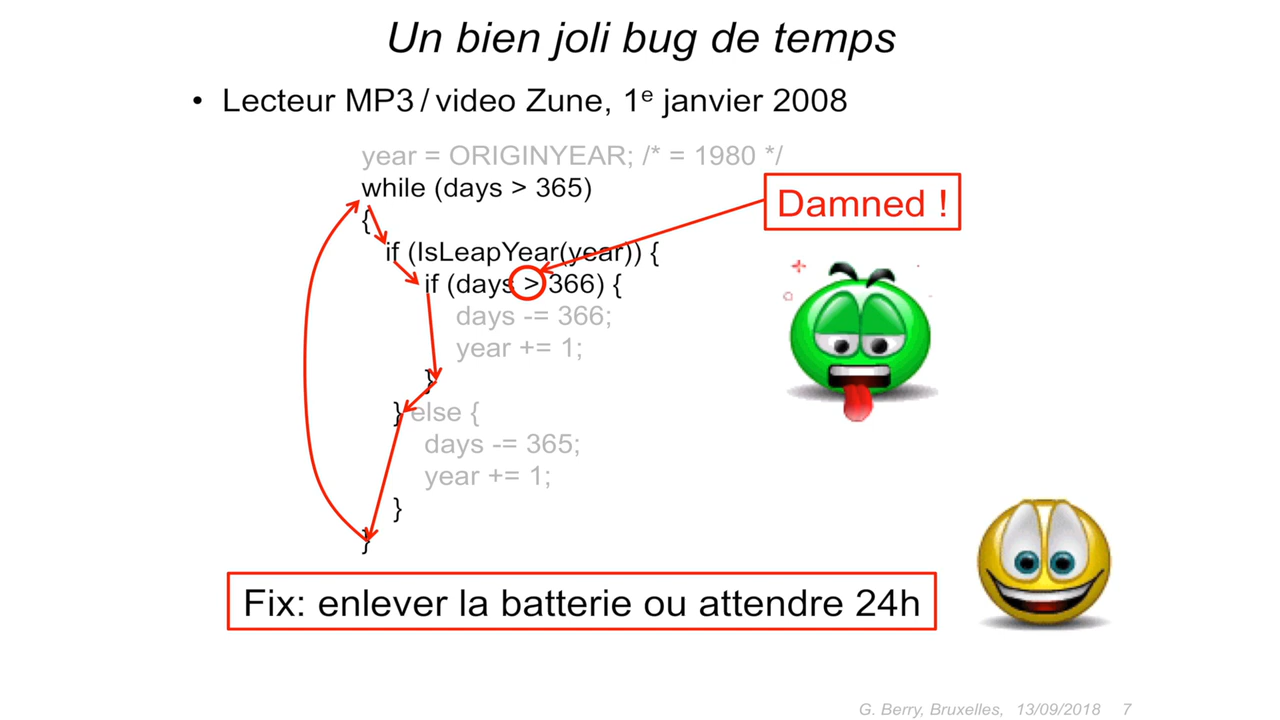 Un bien joli bug de temps
• Lecteur MP3 / video Zune, 1e janvier 2008
year = ORIGINYEAR; /* = 1980 */
while (days > 365)
{
if (IsLeapYear(year)) {
if (days > 366) {
days -= 366;
year += 1;
}
} else {
days -= 365;
year += 1;
}
}
Damned !
Fix: enlever la batterie ou attendre 24h
G. Berry, Bruxelles, 13/09/2018 7